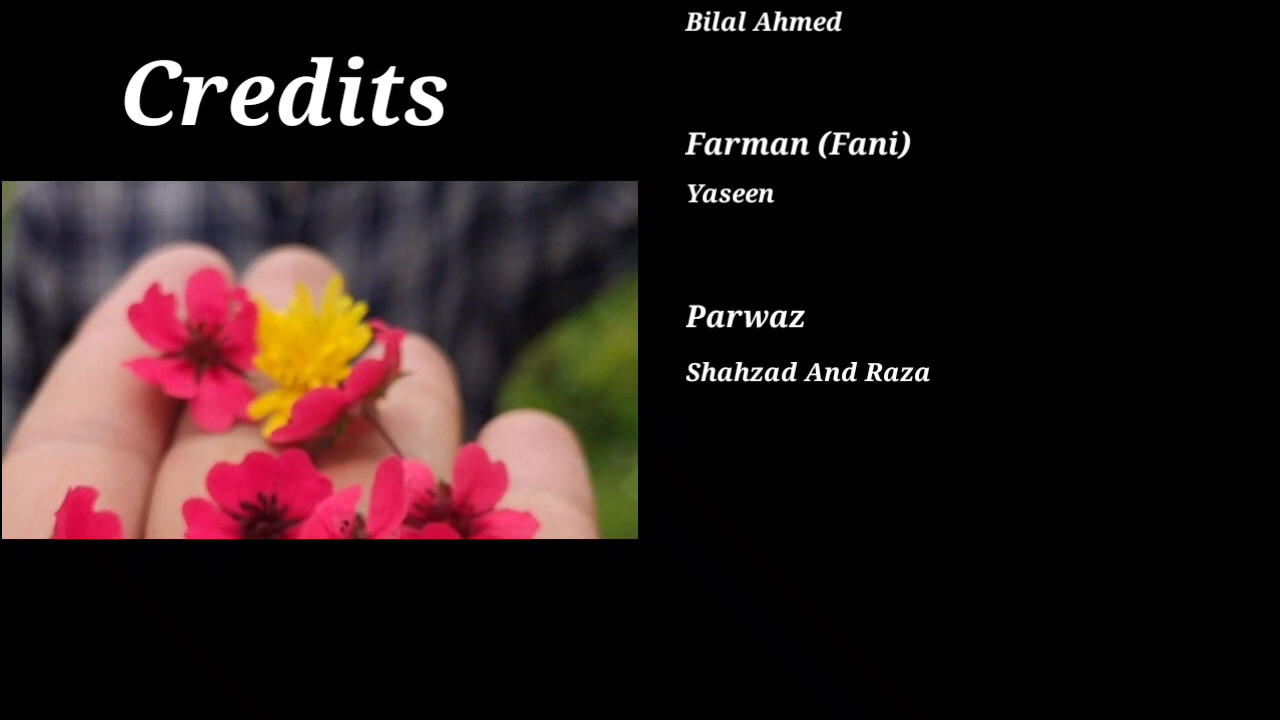 Credits
Bilal Ahmed
Farman (Fani)
Yaseen
Parwaz
Shahzad And Raza